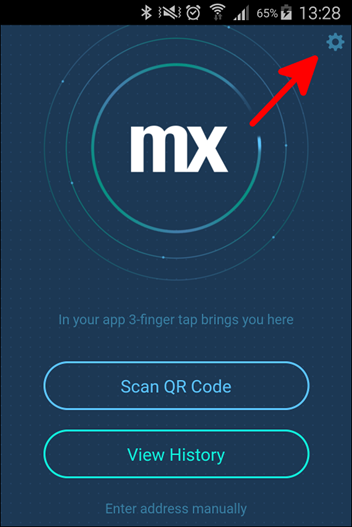 65% 13:28
mx
In your app 3-finger tap brings you here
Scan QR Code
View History
Enter address manually